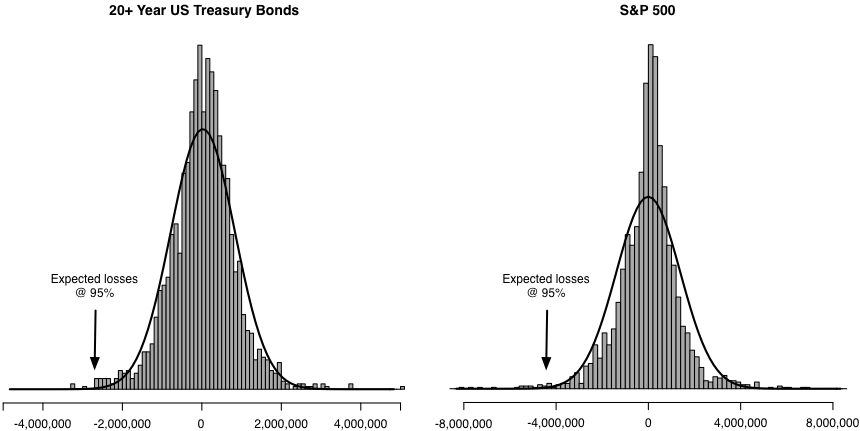 20+ Year US Treasury Bonds
S&P 500
Expected losses
@ 95%
Expected losses
@ 95%
-4,000,000 -2,000,000 0 2,000,000 4,000,000
-8,000,000 -4,000,000 0 4,000,000 8,000,000